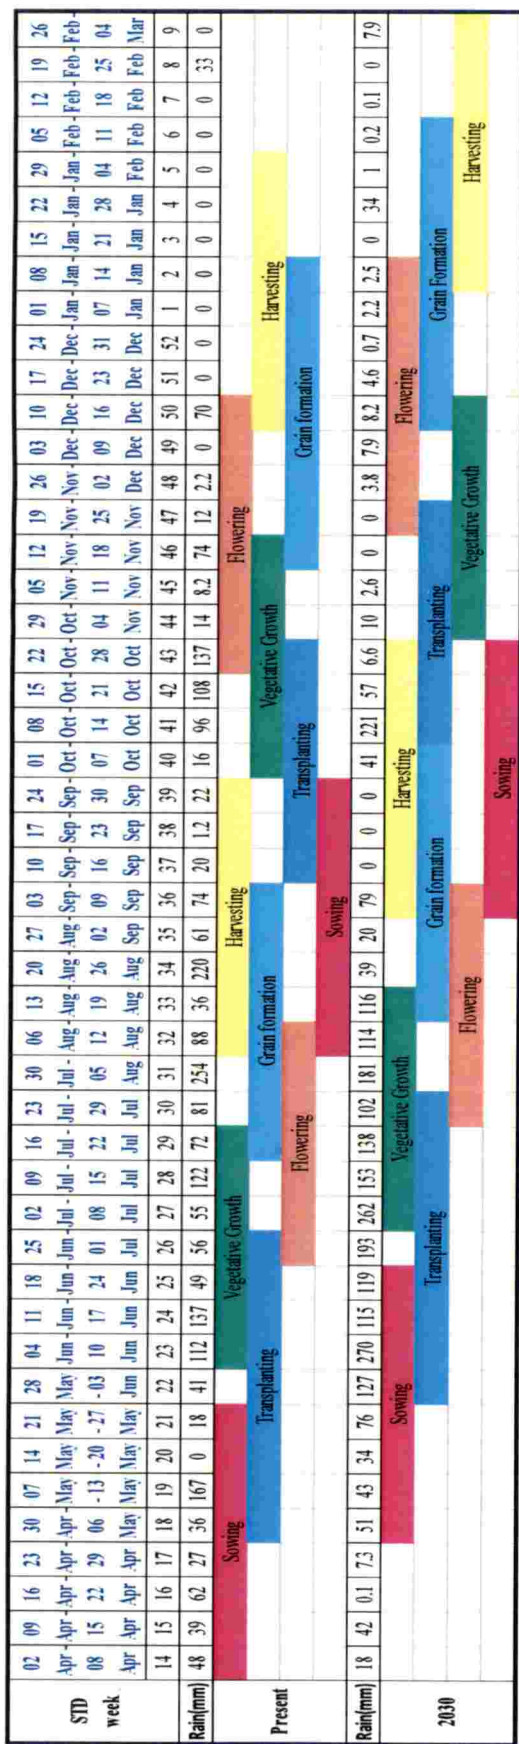 02 09 16 23 30 07 14 21 28 04 11 18 25 02 09 16 23 30 06 13 20 27 03 10 17 24 01 08 15 22 29 05 12 19 26 03 10 17 24 01 08 15 22 29 05 12 19 26
STD Apr - Apr - Apr - Apr - Apr - May May May May Jun - Jun - Jun - Jun - Jul - Jul - Jul - Jul - Jul - Aug - Aug - Aug - Aug Sep - Sep - Sep - Sep - Oct - Oct - Oct - Oct - Oct - Nov - Nov - Nov - Nov - Dec - Dec - Dec - Dec - Jan - Jan - Jan - Jan - Jan - Feb - Feb - Feb - Feb -
week 08 15 22 29 06 -13 -20 -27 -03 10 17 24 01 08 15 22 29 05 12 19 26 02 09 16 23 30 07 14 21 28 04 11 18 25 02 09 16 23 31 07 14 21 28 04 11 18 25 04
Apr Apr Apr Apr May May May May Jun Jun Jun Jun Jul Jul Jul Jul Jul Aug Aug Aug Aug Sep Sep Sep Sep Sep Oct Oct Oct Oct Nov Nov Nov Nov Dec Dec Dec Dec Dec Jan Jan Jan Jan Feb Feb Feb Feb Mar
14 15 16 17 18 19 20 21 22 23 24 25 26 27 28 29 30 31 32 33 34 35 36 37 38 39 40 41 42 43 44 45 46 47 48 49 50 51 52 1 2 3 4 5 6 7 8 9
Rain(mm) 48 39 62 27 36 167 0 18 41 112 137 49 56 55 122 72 81 254 88 36 220 61 74 20 1.2 22 16 96 108 137 14 8.2 74 12 2.2 0 70 0 0 0 0 0 0 0 0 0 33 0
Sowing Vegetative Growth Harvesting Flowering
Present Transplanting Grain formation Vegetative Growth Harvesting
Flowering Transplanting Grain formation
Sowing
Rain(mm) 18 42 0.1 7.3 51 43 34 76 127 270 115 119 193 262 153 138 102 181 114 116 39 20 79 0 0 0 41 221 57 6.6 10 2.6 0 0 3.8 7.9 8.2 4.6 0.7 2.2 2.5 0 34 1 0.2 0.1 0 7.9
Sowing Vegetative Growth Harvesting Flowering
2030 Transplanting Grain formation Transplanting Grain Formation
Flowering Vegetative Growth Harvesting
Sowing